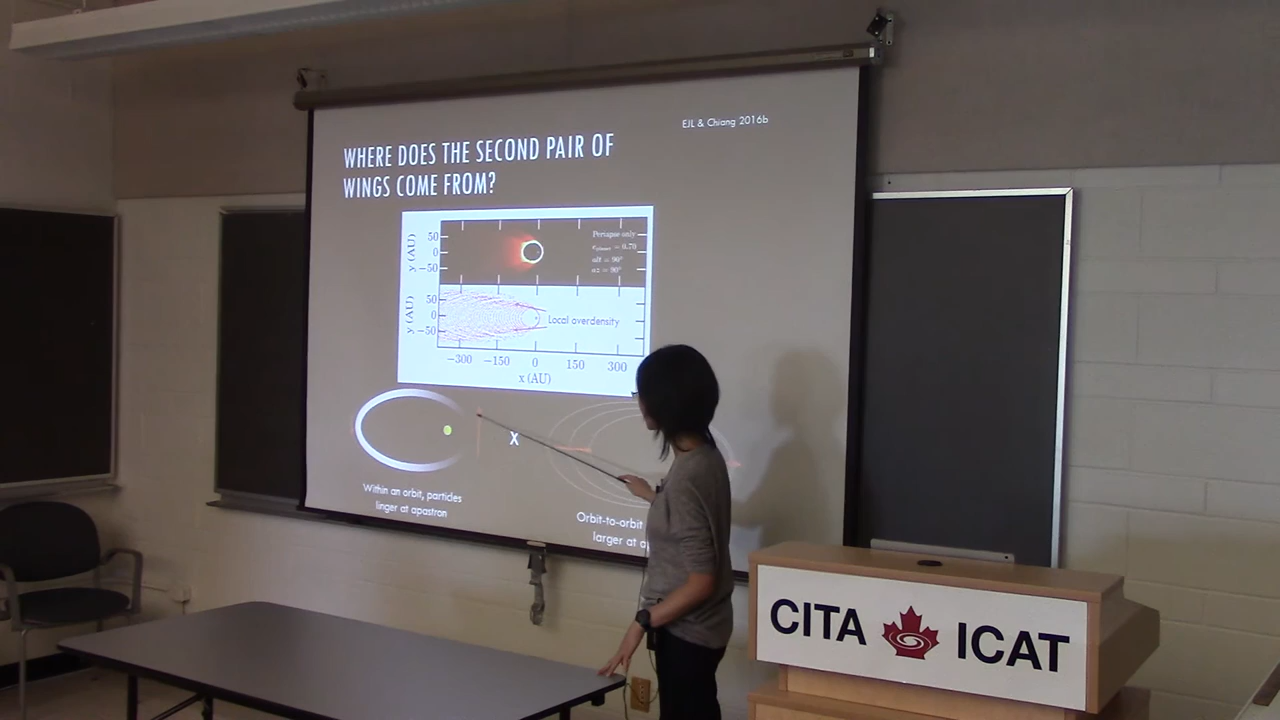 EJL & Chiang 2016b
WHERE DOES THE SECOND PAIR OF
WINGS COME FROM?
Periapse only
= 0.70
alt = 90°
az = 90°
y (AU)
50
0
−50
y (AU)
50
0
−50
Local overdensity
−300 −150 0 150 300
x (AU)
X
Within an orbit, particles
linger at apastron
Orbit-to-orbit
larger at
CITA ICAT